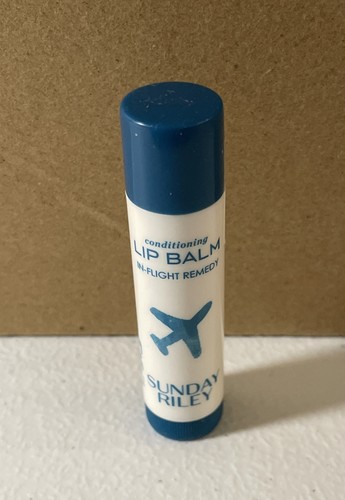 conditioning
LIP BALM
IN-FLIGHT REMEDY
SUNDAY
RILEY